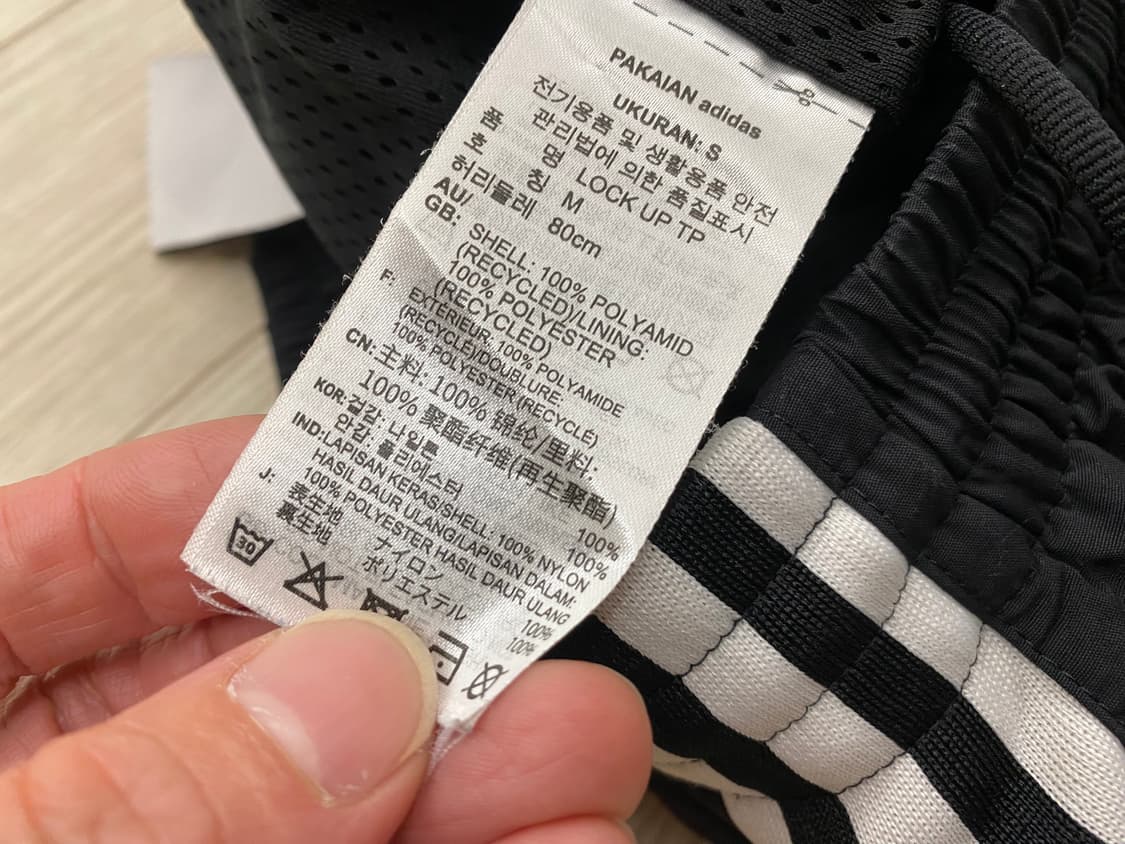 PAKAIAN adidas
UKURAN: S
전기용품 및 생활용품 안전
관리법에 의한 품질표시
품 명 LOCK UP TP
호 칭 M
허리둘레 80cm
AU/
GB: SHELL: 100% POLYAMID
(RECYCLED)/LINING:
100% POLYESTER
(RECYCLED)
F: EXTÉRIEUR: 100% POLYAMIDE
(RECYCLÉ)/DOUBLURE:
100% POLYESTER (RECYCLÉ)
CN: 主料: 100% 锦纶/里料:
100% 聚酯纤维(再生聚酯)
KOR: 겉감: 나일론 100%
안감: 폴리에스터 100%
IND: LAPISAN KERAS/SHELL: 100% NYLON
HASIL DAUR ULANG/LAPISAN DALAM:
100% POLYESTER HASIL DAUR ULANG
J: 表生地 ナイロン 100%
裏生地 ポリエステル 100%
30